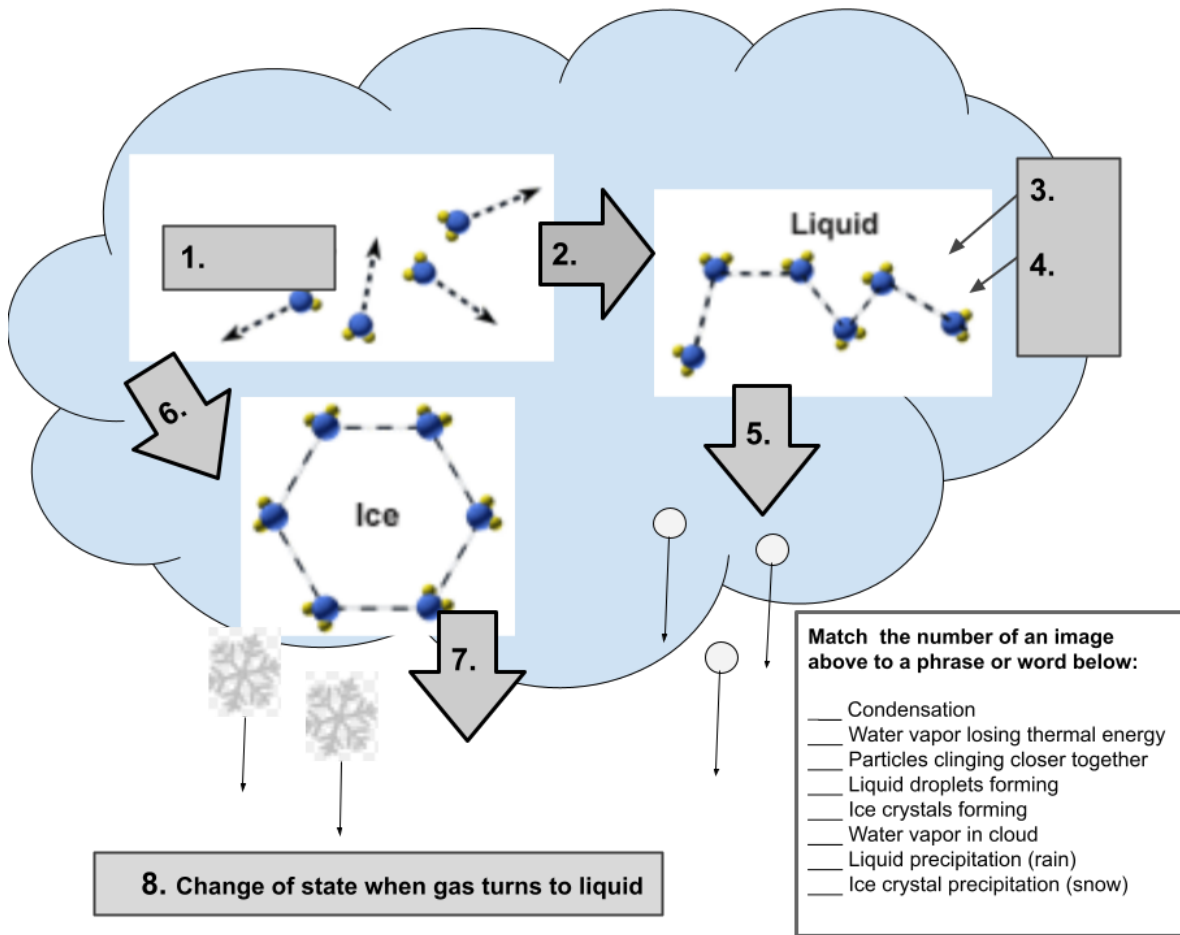 1.
2.
Liquid
3.
4.
6.
5.
Ice
7.
8. Change of state when gas turns to liquid
Match the number of an image
above to a phrase or word below:
___ Condensation
___ Water vapor losing thermal energy
___ Particles clinging closer together
___ Liquid droplets forming
___ Ice crystals forming
___ Water vapor in cloud
___ Liquid precipitation (rain)
___ Ice crystal precipitation (snow)